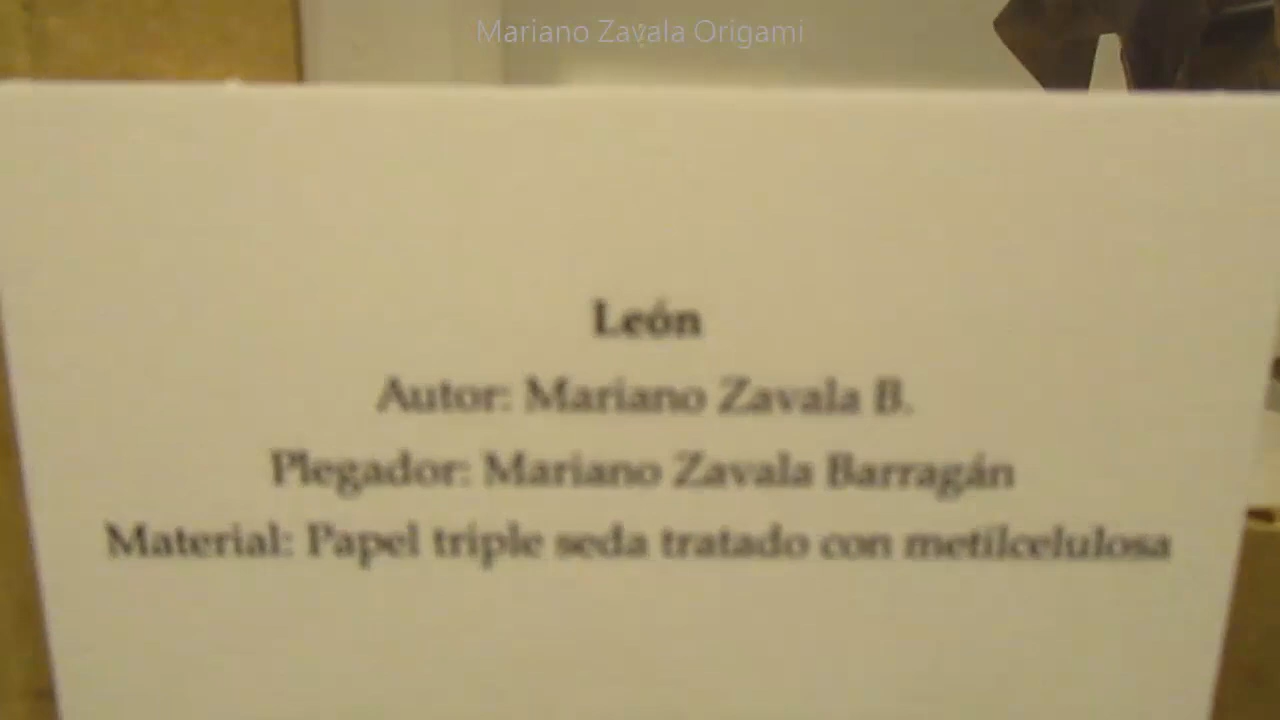 Mariano Zavala Origami
León
Autor: Mariano Zavala B.
Plegador: Mariano Zavala Barragán
Material: Papel triple seda tratado con metilcelulosa